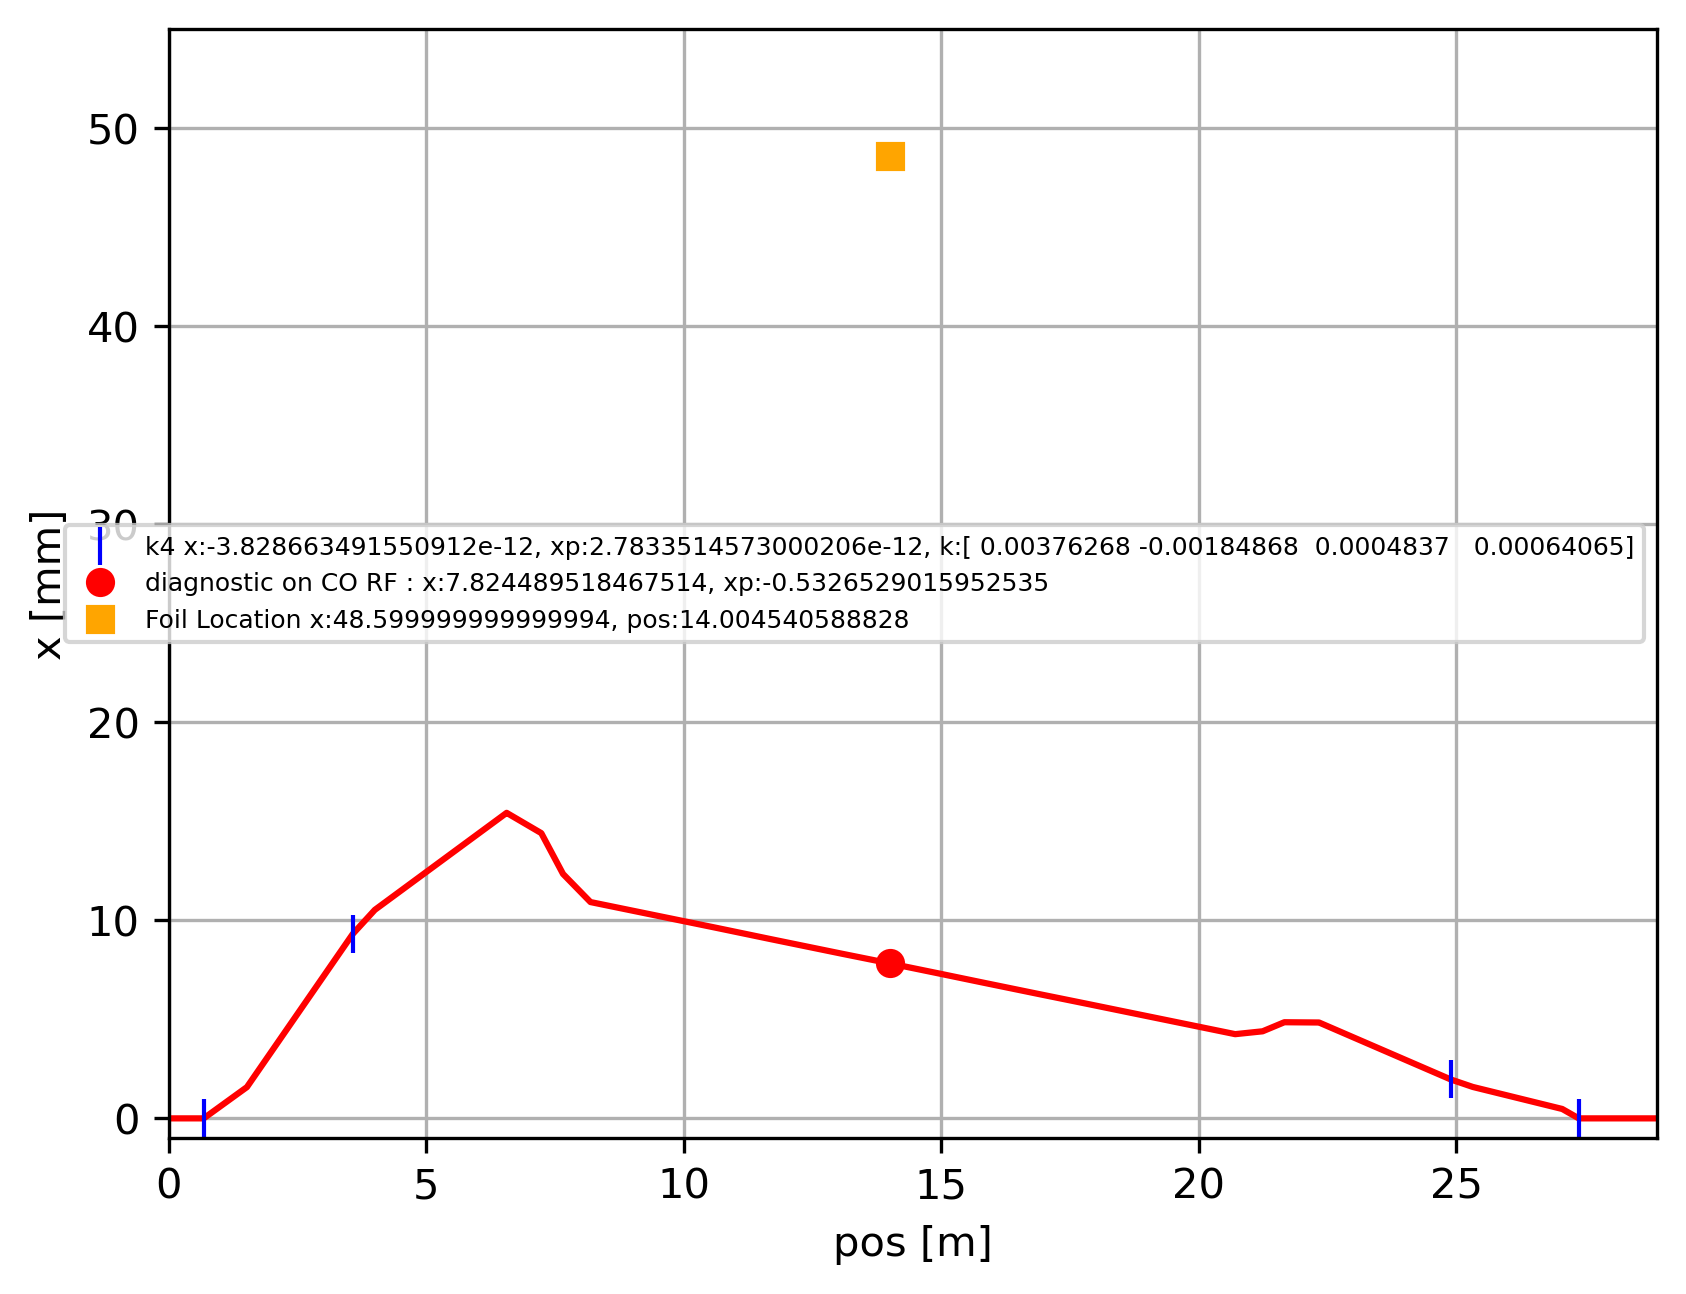 50
40
30
20
10
0
x [mm]
k4 x:-3.828663491550912e-12, xp:2.7833514573000206e-12, k:[ 0.00376268 -0.00184868  0.0004837   0.00064065]
diagnostic on CO RF : x:7.824489518467514, xp:-0.5326529015952535
Foil Location x:48.599999999999994, pos:14.004540588828
0 5 10 15 20 25
pos [m]